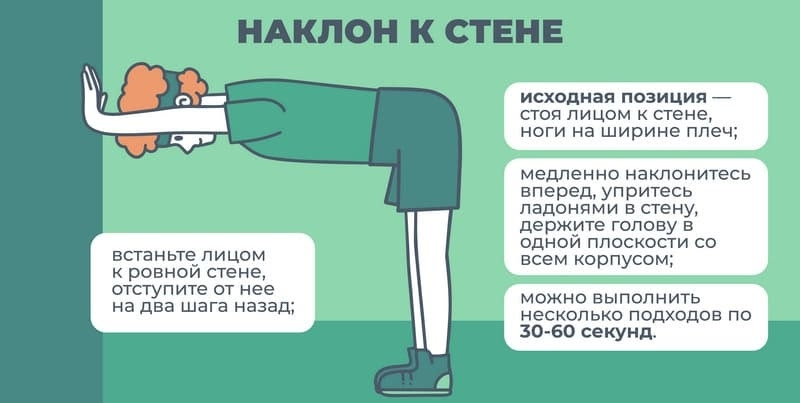 НАКЛОН К СТЕНЕ
исходная позиция —
стоя лицом к стене,
ноги на ширине плеч;
медленно наклонитесь
вперед, упритесь
ладонями в стену,
держите голову в
одной плоскости со
всем корпусом;
встаньте лицом
к ровной стене,
отступите от нее
на два шага назад;
можно выполнить
несколько подходов по
30-60 секунд.